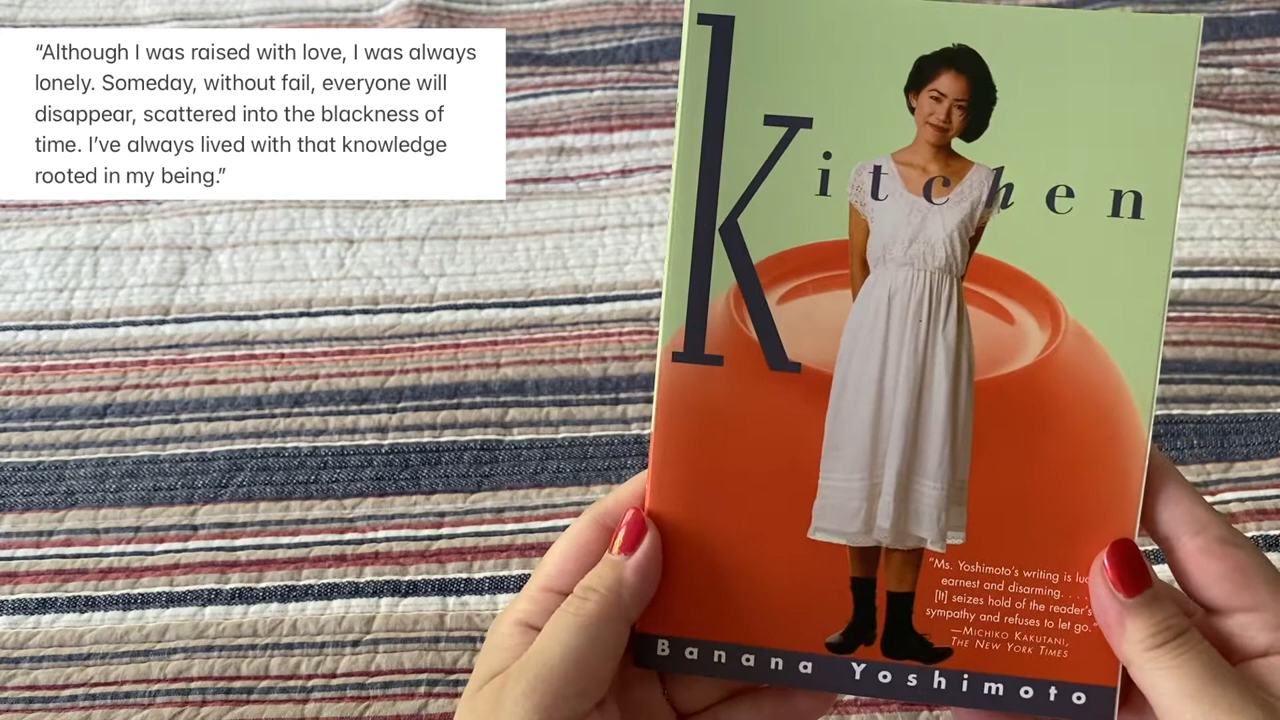 “Although I was raised with love, I was always
lonely. Someday, without fail, everyone will
disappear, scattered into the blackness of
time. I’ve always lived with that knowledge
rooted in my being.”
kitchen
“Ms. Yoshimoto’s writing is
earnest and disarming. . . .
[It] seizes hold of the reader’s
sympathy and refuses to let go.”
—MICHIKO KAKUTANI,
THE NEW YORK TIMES
Banana Yoshimoto